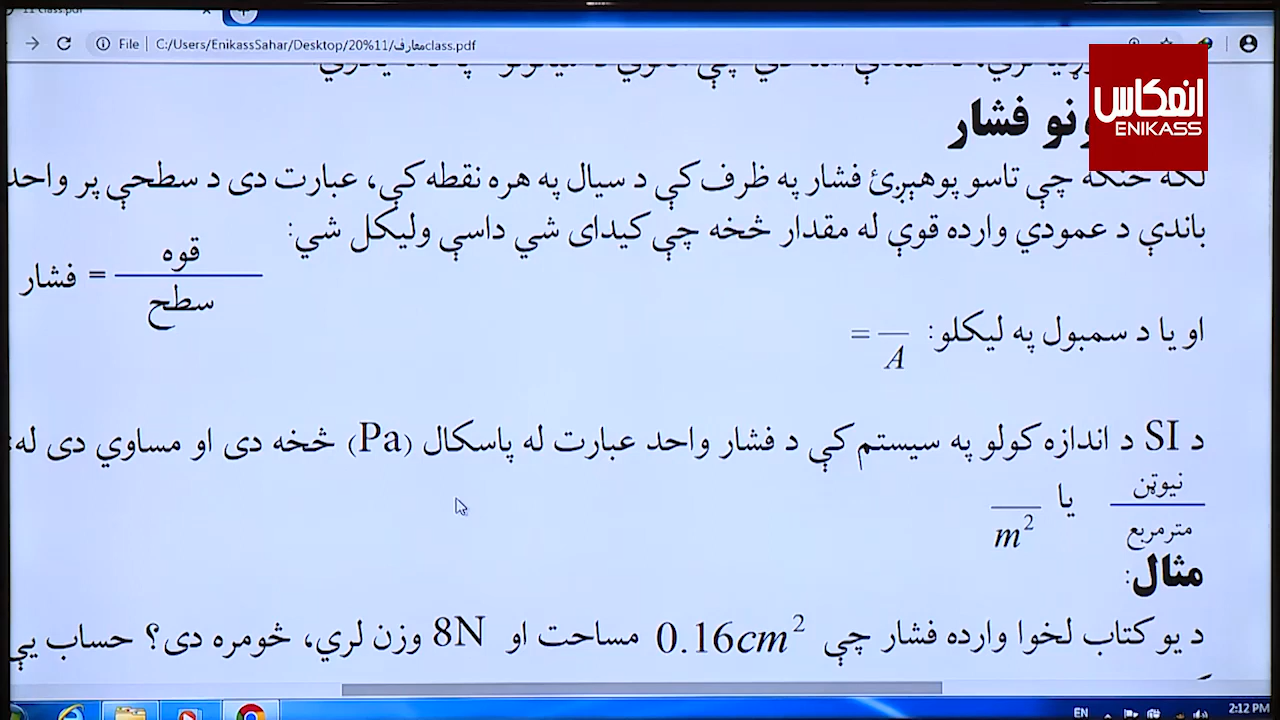 11 Class.pdf
File C:/Users/EnikassSahar/Desktop/20%11/معارفclass.pdf
انعکاس
ENIKASS
فشار
لکه څنګه چې تاسو پوهېږئ فشار په ظرف کې د سیال په هره نقطه کې، عبارت دی د سطحې پر واحد
باندې د عمودي وارده قوې له مقدار څخه چې کیدای شي داسې ولیکل شي:
فشار = قوه / سطح
او یا د سمبول په لیکلو: — A =
د SI د اندازه کولو په سیستم کې د فشار واحد عبارت له پاسکال (Pa) څخه دی او مساوي دی له:
نیوټن / مترمربع یا — m²
مثال:
د یو کتاب لخوا وارده فشار چې 0.16cm² مساحت او 8N وزن لري، څومره دی؟ حساب یې
EN 2:12 PM